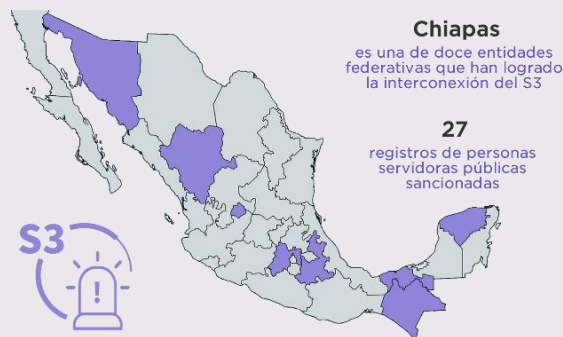 Chiapas
es una de doce entidades
federativas que han logrado
la interconexión del S3
27
registros de personas
servidoras públicas
sancionadas
S3
!